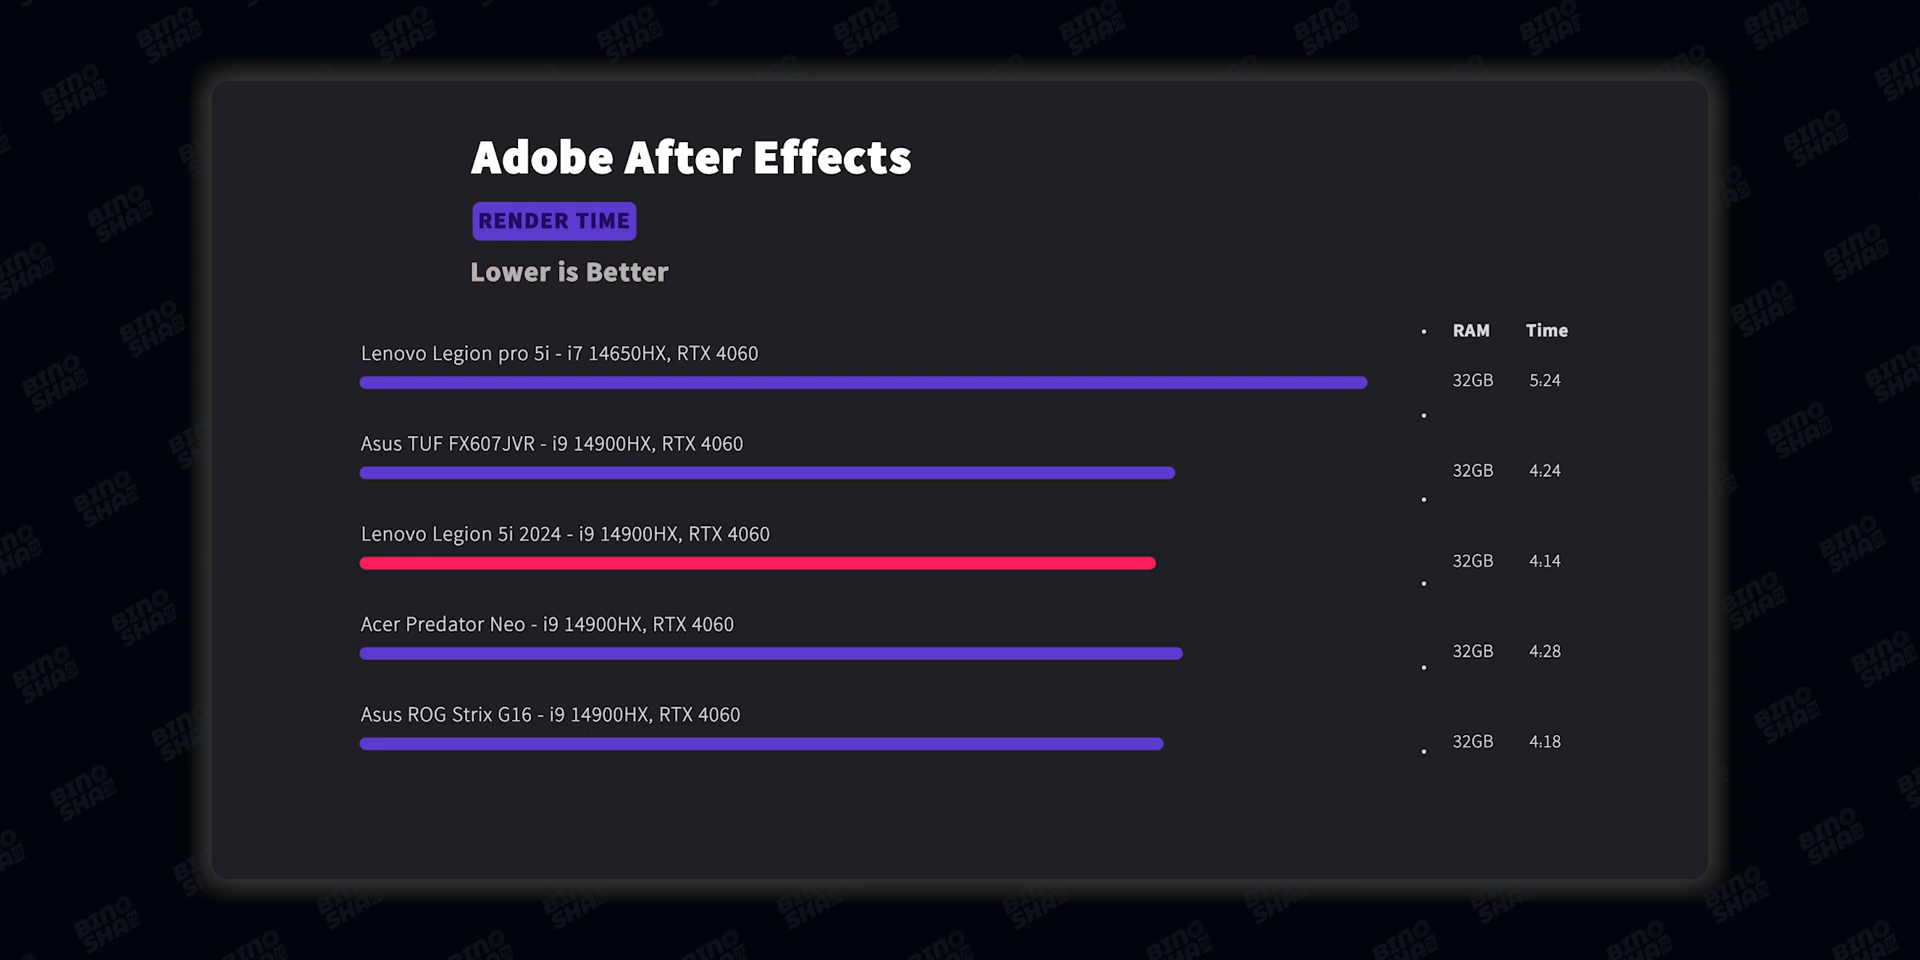 Adobe After Effects
RENDER TIME
Lower is Better
RAM Time
Lenovo Legion pro 5i - i7 14650HX, RTX 4060
32GB 5:24
Asus TUF FX607JVR - i9 14900HX, RTX 4060
32GB 4:24
Lenovo Legion 5i 2024 - i9 14900HX, RTX 4060
32GB 4:14
Acer Predator Neo - i9 14900HX, RTX 4060
32GB 4:28
Asus ROG Strix G16 - i9 14900HX, RTX 4060
32GB 4:18
BINO
SHA